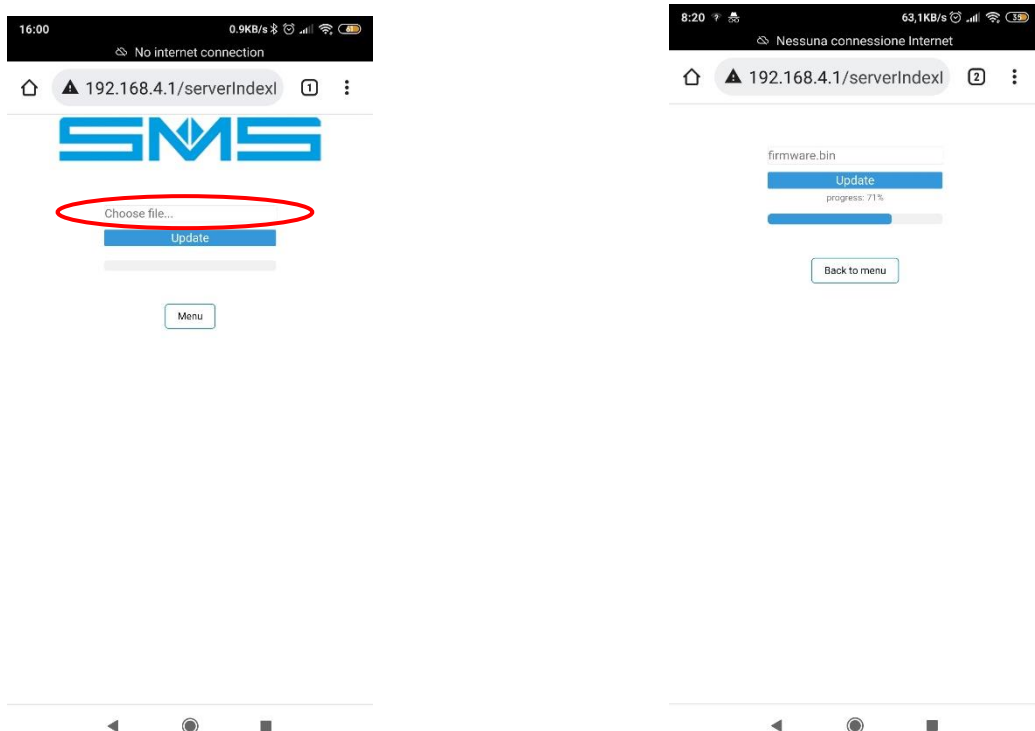 16:00
0.9KB/s
No internet connection
192.168.4.1/serverIndexl
1
SMS
Choose file...
Update
Menu
8:20
63,1KB/s
39
Nessuna connessione Internet
192.168.4.1/serverIndexl
2
firmware.bin
Update
progress: 71%
Back to menu